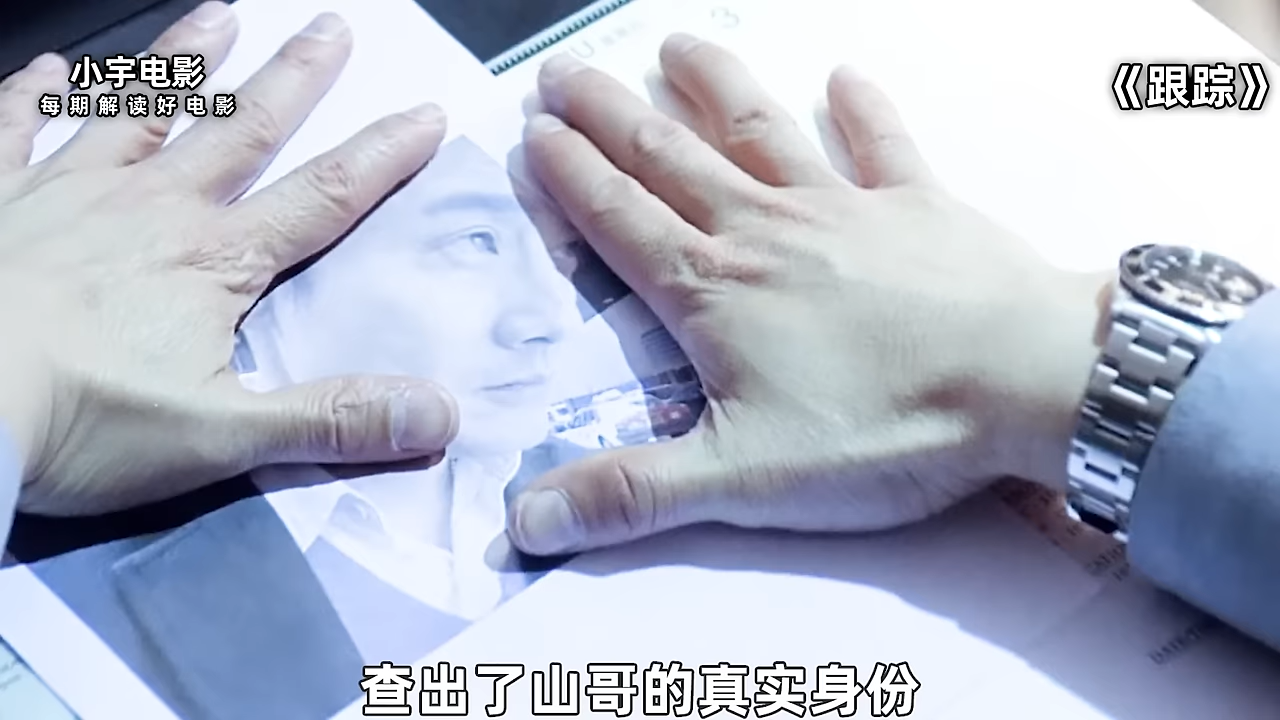 小宇电影
每期解读好电影
《跟踪》
3
查出了山哥的真实身份